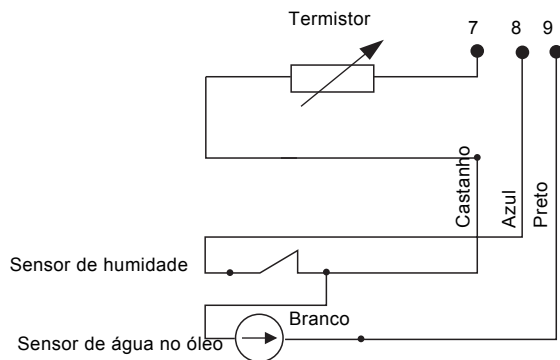 Termistor
7 8 9
Castanho
Azul
Preto
Sensor de humidade
Branco
Sensor de água no óleo